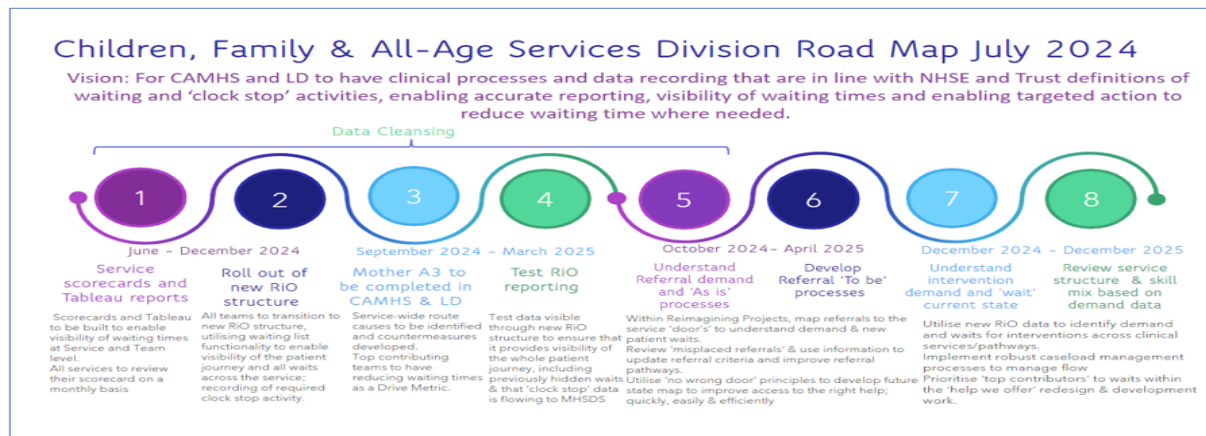 Children, Family & All-Age Services Division Road Map July 2024
Vision: For CAMHS and LD to have clinical processes and data recording that are in line with NHSE and Trust definitions of
waiting and ‘clock stop’ activities, enabling accurate reporting, visibility of waiting times and enabling targeted action to
reduce waiting time where needed.
Data Cleansing
1
2
3
4
5
6
7
8
June – December 2024
September 2024 – March 2025
October 2024– April 2025
December 2024 – December 2025
Service
scorecards and
Tableau reports
Scorecards and Tableau
to be built to enable
visibility of waiting times
at Service and Team
level.
All services to review
their scorecard on a
monthly basis
Roll out of
new RiO
structure
All teams to transition to
new RiO structure,
utilising waiting list
functionality to enable
visibility of the patient
journey and all waits
across the service;
recording of required
clock stop activity.
Mother A3 to
be completed in
CAMHS & LD
Service-wide route
causes to be identified
and countermeasures
developed.
Top contributing
teams to have
reducing waiting times
as a Drive Metric.
Test RiO
reporting
Test data visible
through new RiO
structure to ensure that
it provides visibility of
the whole patient
journey, including
previously hidden waits
& that ‘clock stop’ data
is flowing to MHSDS
Understand
Referral demand
and ‘As is’
processes
Develop
Referral ‘To be’
processes
Within Reimagining Projects, map referrals to the
service ‘door’s’ to understand demand & new
patient waits.
Review ‘misplaced referrals’ & use information to
update referral criteria and improve referral
pathways.
Utilise ‘no wrong door’ principles to develop future
state map to improve access to the right help;
quickly, easily & efficiently
Understand
intervention
demand and ‘wait’
current state
Review service
structure & skill
mix based on
demand data
Utilise new RiO data to identify demand
and waits for interventions across clinical
services/pathways.
Implement robust caseload management
processes to manage flow
Prioritise ‘top contributors’ to waits within
the ‘help we offer’ redesign & development
work.